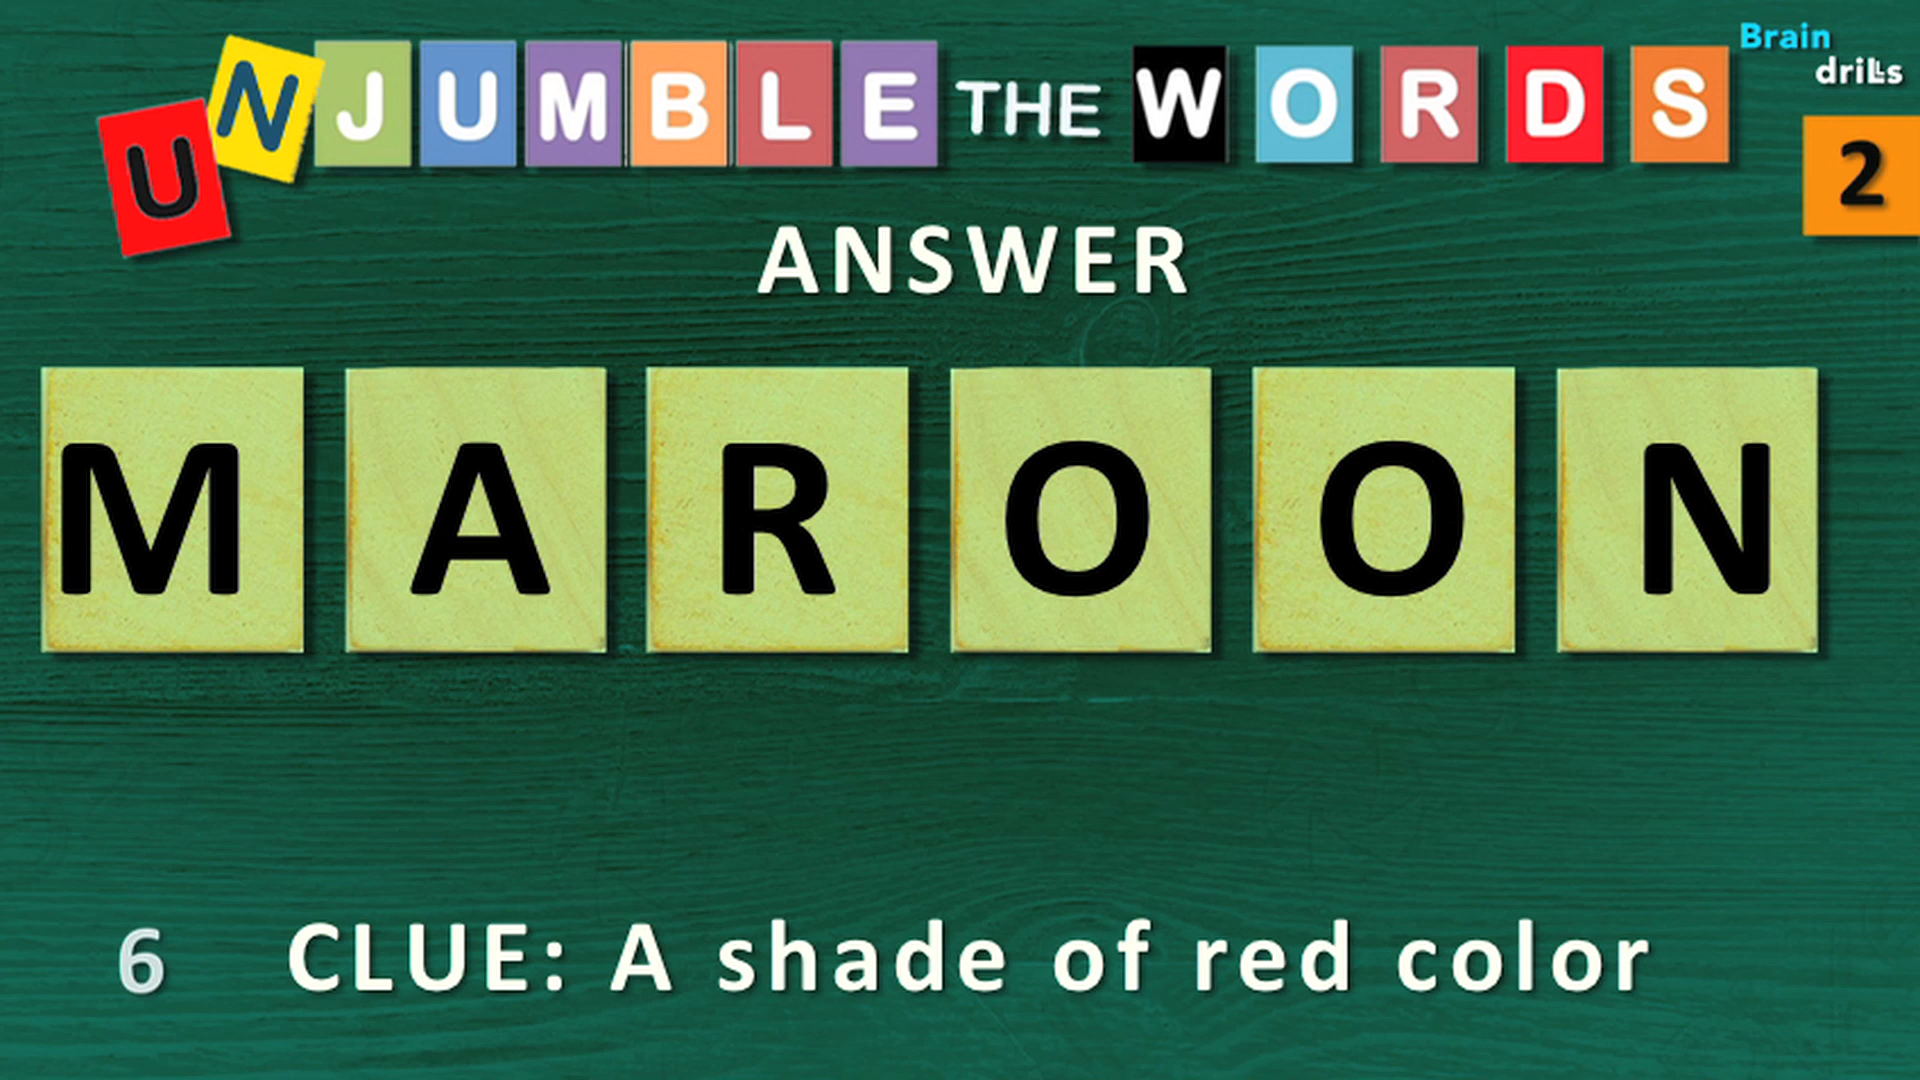 UNJUMBLE THE WORDS
Brain
drills
2
ANSWER
MAROON
6 CLUE: A shade of red color